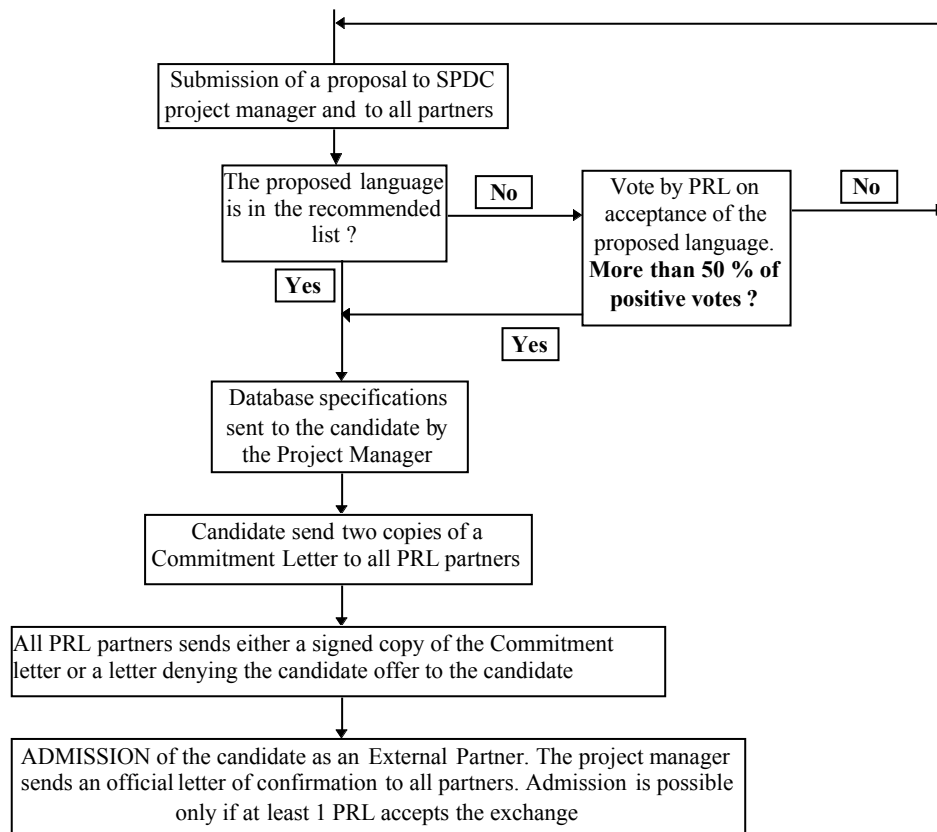 Submission of a proposal to SPDC
project manager and to all partners
The proposed language
is in the recommended
list ?
No
Vote by PRL on
acceptance of the
proposed language.
More than 50 % of
positive votes ?
No
Yes
Yes
Database specifications
sent to the candidate by
the Project Manager
Candidate send two copies of a
Commitment Letter to all PRL partners
All PRL partners sends either a signed copy of the Commitment
letter or a letter denying the candidate offer to the candidate
ADMISSION of the candidate as an External Partner. The project manager
sends an official letter of confirmation to all partners. Admission is possible
only if at least 1 PRL accepts the exchange